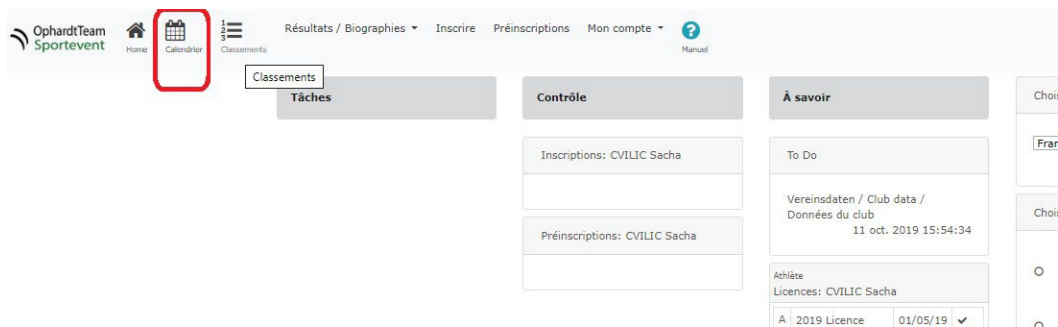 OphardtTeam
Sportevent
Home
Calendrier
Classements
Résultats / Biographies
Inscrire
Préinscriptions
Mon compte
Manuel
Classements
Tâches
Contrôle
Inscriptions: CVILIC Sacha
Préinscriptions: CVILIC Sacha
À savoir
To Do
Vereinsdaten / Club data /
Données du club
11 oct. 2019 15:54:34
Athlète
Licences: CVILIC Sacha
A 2019 Licence 01/05/19
Chois
Fran
Chois